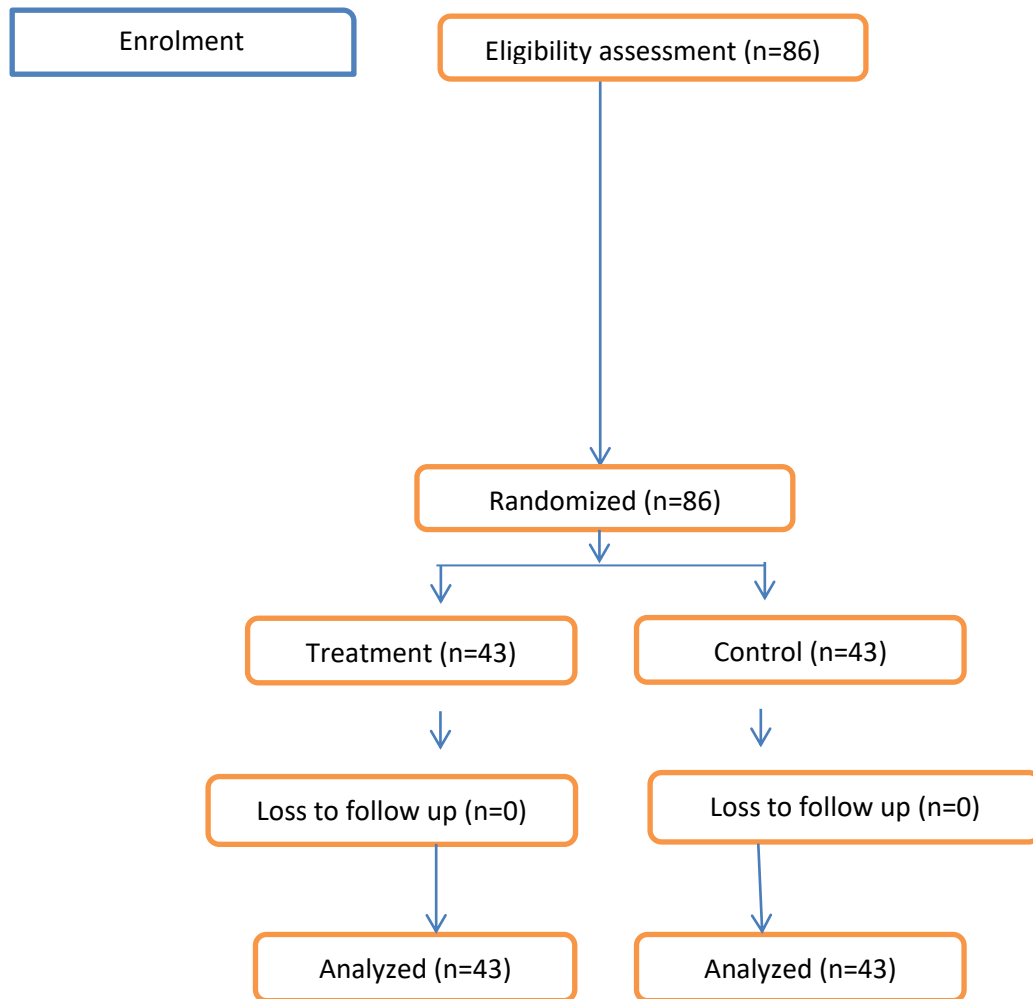 Enrolment
Eligibility assessment (n=86)
Randomized (n=86)
Treatment (n=43)
Control (n=43)
Loss to follow up (n=0)
Loss to follow up (n=0)
Analyzed (n=43)
Analyzed (n=43)